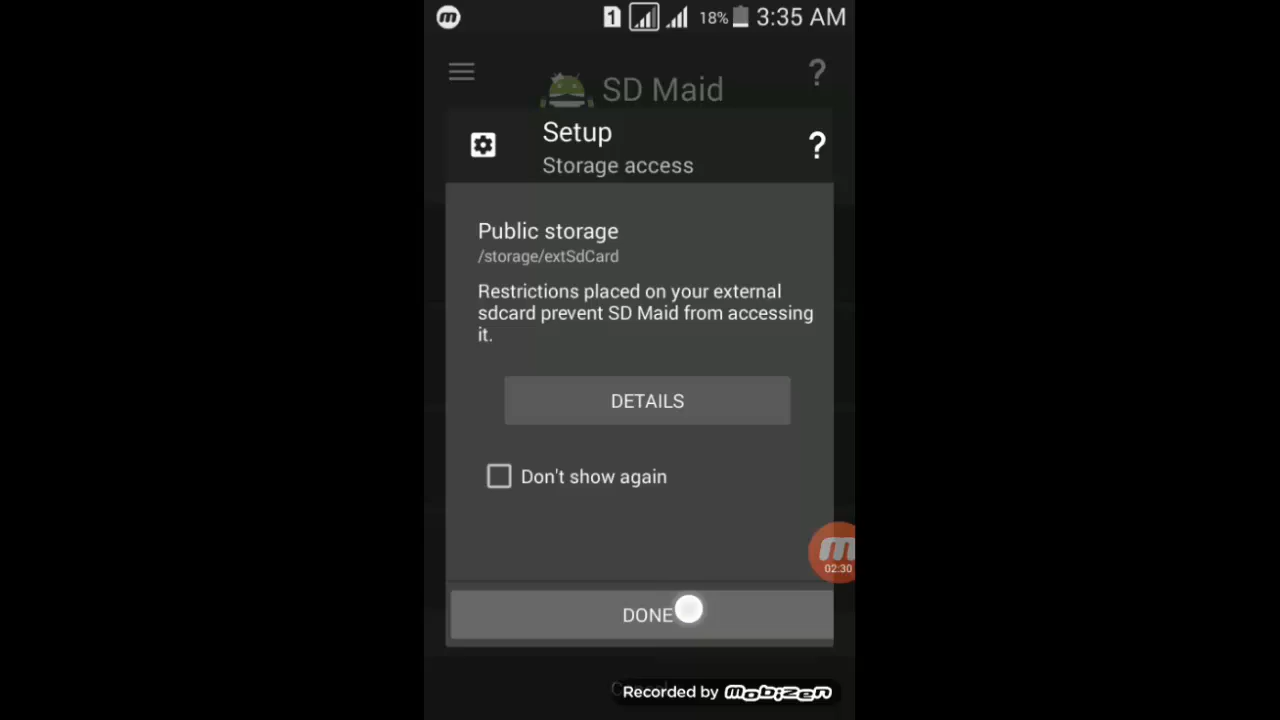 1 18% 3:35 AM
SD Maid ?
Setup
Storage access ?
Public storage
/storage/extSdCard
Restrictions placed on your external
sdcard prevent SD Maid from accessing
it.
DETAILS
Don't show again
02:30
DONE
Recorded by mobizen